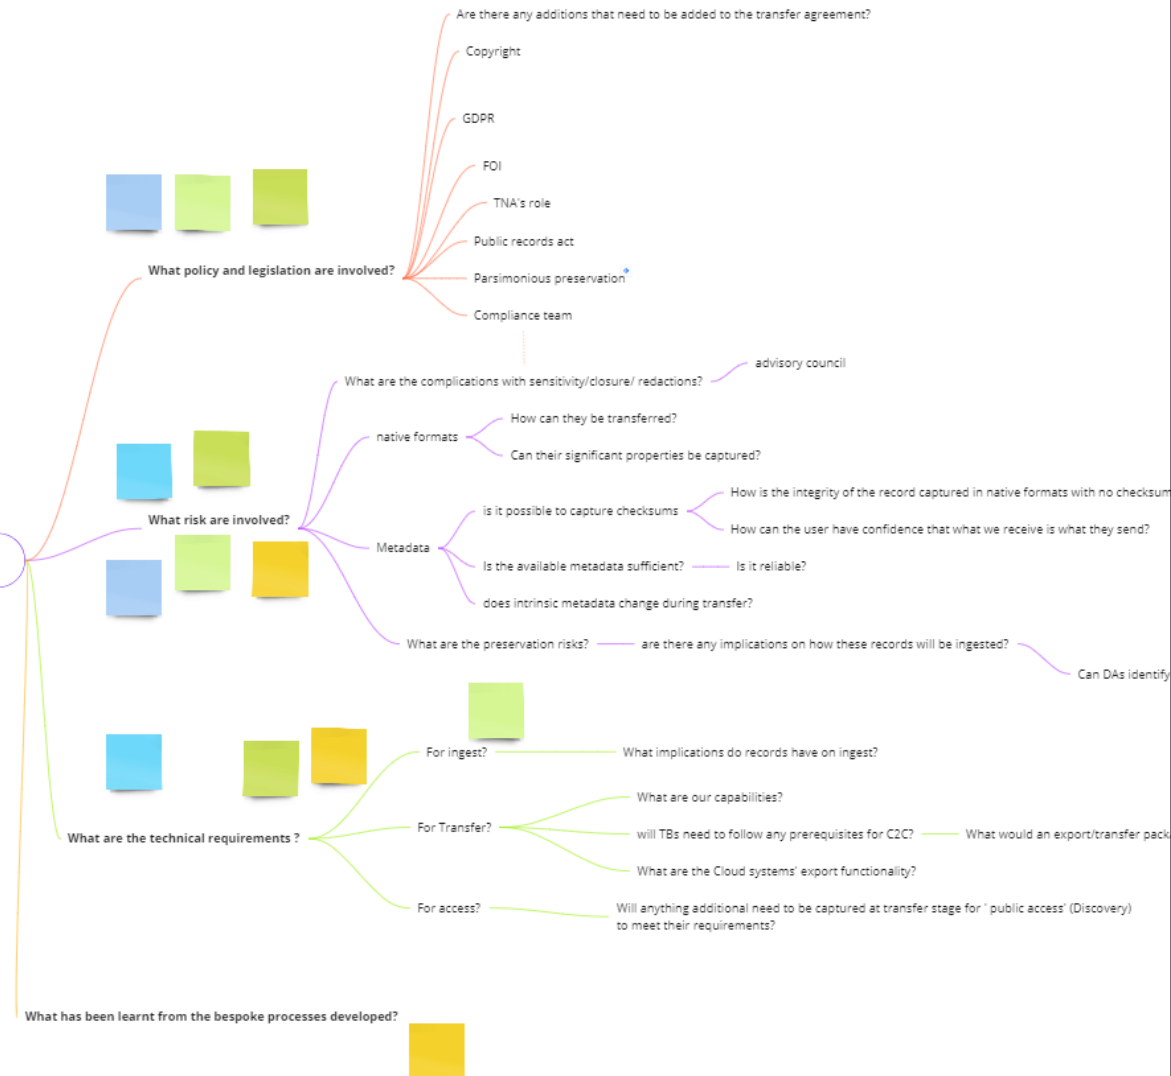 Are there any additions that need to be added to the transfer agreement?
Copyright
GDPR
FOI
TNA's role
Public records act
What policy and legislation are involved?
Parsimonious preservation
Compliance team
What are the complications with sensitivity/closure/ redactions?
advisory council
native formats
How can they be transferred?
Can their significant properties be captured?
What risk are involved?
Metadata
is it possible to capture checksums
How is the integrity of the record captured in native formats with no checksum
How can the user have confidence that what we receive is what they send?
Is the available metadata sufficient?
Is it reliable?
does intrinsic metadata change during transfer?
What are the preservation risks?
are there any implications on how these records will be ingested?
Can DAs identify
For ingest?
What implications do records have on ingest?
What are the technical requirements ?
For Transfer?
What are our capabilities?
will TBs need to follow any prerequisites for C2C?
What would an export/transfer pack
What are the Cloud systems' export functionality?
For access?
Will anything additional need to be captured at transfer stage for ' public access' (Discovery)
to meet their requirements?
What has been learnt from the bespoke processes developed?